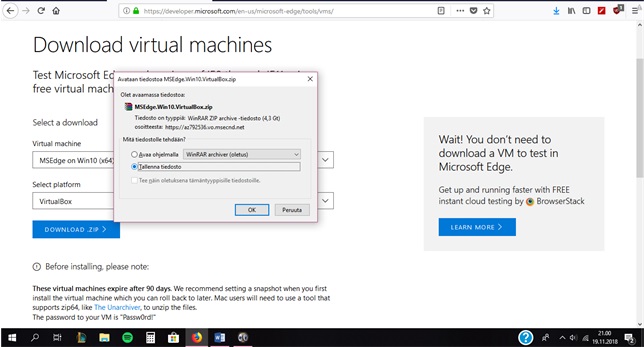 https://developer.microsoft.com/en-us/microsoft-edge/tools/vms/
Download virtual machines
Test Microsoft Edge
free virtual mach
Avataan tiedostoa MSEdge.Win10.VirtualBox.zip
Olet avaamassa tiedostoa:
MSEdge.Win10.VirtualBox.zip
Tiedosto on tyyppiä: WinRAR ZIP archive -tiedosto (4,3 Gt)
osoitteesta: https://az792536.vo.msecnd.net
Mitä tiedostolle tehdään?
Avaa ohjelmalla WinRAR archiver (oletus)
Tallenna tiedosto
Tee näin oletuksena tämäntyyppisille tiedostoille.
OK Peruuta
Select a download
Virtual machine
MSEdge on Win10 (x64)
Select platform
VirtualBox
DOWNLOAD .ZIP
Wait! You don’t need to
download a VM to test in
Microsoft Edge.
Get up and running faster with FREE
instant cloud testing by BrowserStack
LEARN MORE
Before installing, please note:
These virtual machines expire after 90 days. We recommend setting a snapshot when you first
install the virtual machine which you can roll back to later. Mac users will need to use a tool that
supports zip64, like The Unarchiver, to unzip the files.
The password to your VM is "Passw0rd!"
21.00
19.11.2018